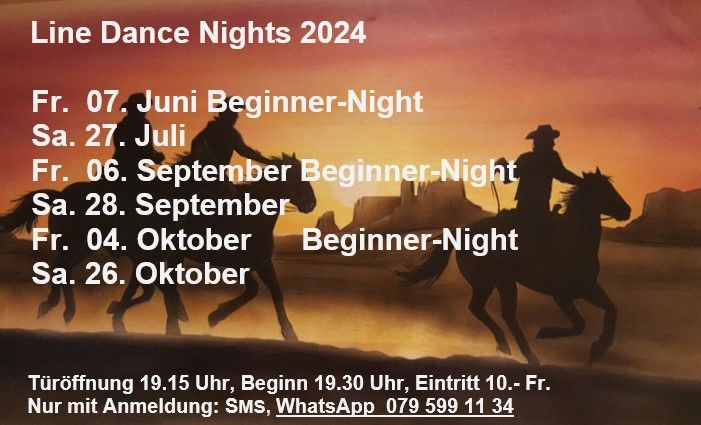 Line Dance Nights 2024
Fr. 07. Juni Beginner-Night
Sa. 27. Juli
Fr. 06. September Beginner-Night
Sa. 28. September
Fr. 04. Oktober Beginner-Night
Sa. 26. Oktober
Türöffnung 19.15 Uhr, Beginn 19.30 Uhr, Eintritt 10.- Fr.
Nur mit Anmeldung: SMS, WhatsApp 079 599 11 34